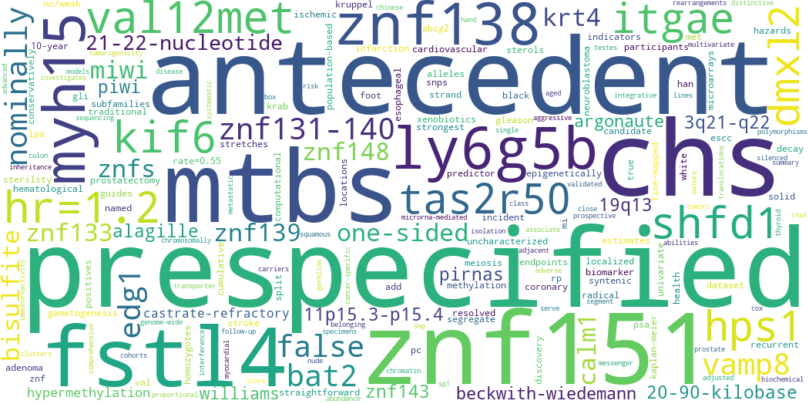 kruppel chinese rearrangements distinctive
no/weak ischemic hand
val12met znf138 krt4 itgae
abcg2 indicators met multivariate hazards
10-year 21-22-nucleotide infarction cardiovascular participants
nominally conservatively miwi sterols dmxl2
myh15 antecedent
piwi population-based alleles snps neuroblastoma microarrays
advanced models disease investigates subfamilies gli krab box risk strand black aged integrative lines
traditional foot esophageal testes han
sequencing xenobiotics gleason argonaute 3q21-q22
kif6 znf131-140 ly6g5b chs
lpa stretches strongest single aggressive candidate polymorphisms
znfs rate=0.55 znf148 true white decay
colon inheritance prostatectomy predictor epigenetically silenced summary
sterility mtbs locations validated fine-mapped nature translocations
hematological guides metastatic computational class tumors solid
hr=1.2 named tas2r50 incident close prospective 19q13
microrna-mediated mi shfd1
znf133 alagille znf139 one-sided isolation associate uncharacterized estimates
bisulfite chromosomally squamous adjacent abilities thyroid rnas
prespecified
positives cumulative meiosis endpoints localized univariate
transporter carriers cancer-specific germline pirnas adverse biomarker dataset
edg1 split add methylation rp syntenic health
gametogenesis coronary radical segment
castrate-refractory 11p15.3-p15.4 resolved serve cox
comprehensive genome-wide stroke belonging segregate psa hps1
fstl4 znf151
clusters cohorts follow-up specimens snp discovery kaplan-meier
false interference myocardial calm1 recurrent
adenoma homozygotes nude pc messenger prostate vamp8
znf val bat2 score chromatin adjusted biochemical
hypermethylation williams straightforward znf143 beckwith-wiedemann 20-90-kilobase
proportional abundance sp1